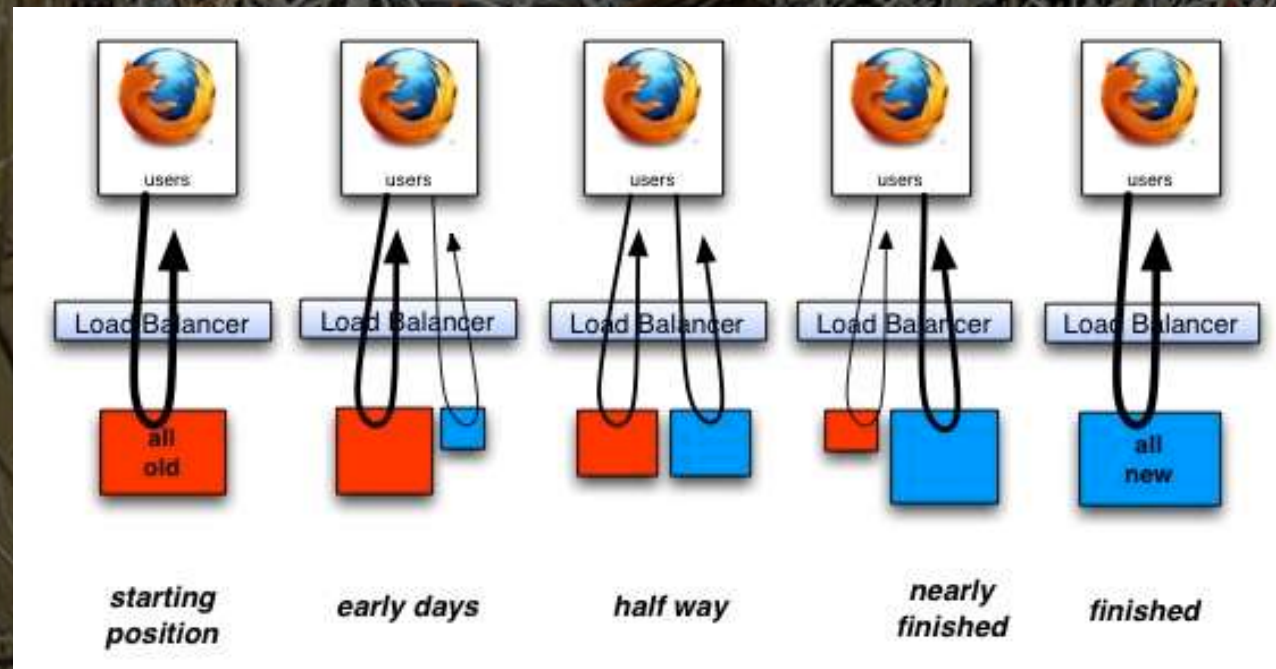 users
users
users
users
users
Load Balancer
Load Balancer
Load Balancer
Load Balancer
Load Balancer
all
old
all
new
starting
position
early days
half way
nearly
finished
finished